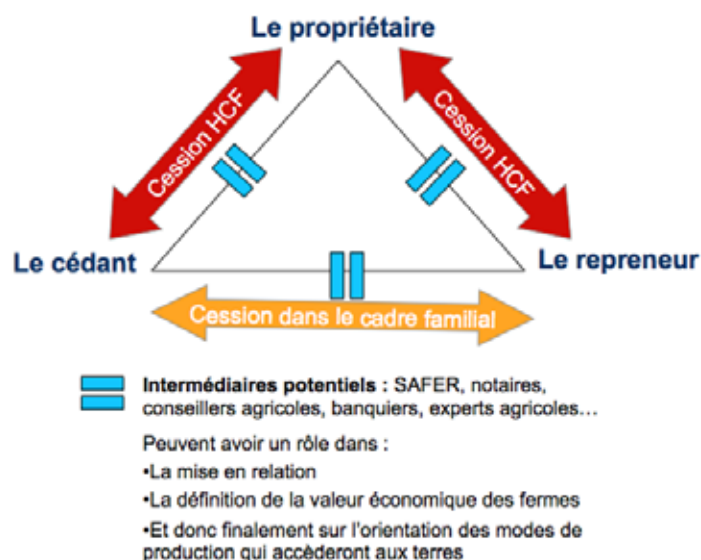 Le propriétaire
Cession HCF
Cession HCF
Le cédant
Le repreneur
Cession dans le cadre familial
Intermédiaires potentiels : SAFER, notaires,
conseillers agricoles, banquiers, experts agricoles…
Peuvent avoir un rôle dans :
•La mise en relation
•La définition de la valeur économique des fermes
•Et donc finalement sur l'orientation des modes de
production qui accèderont aux terres